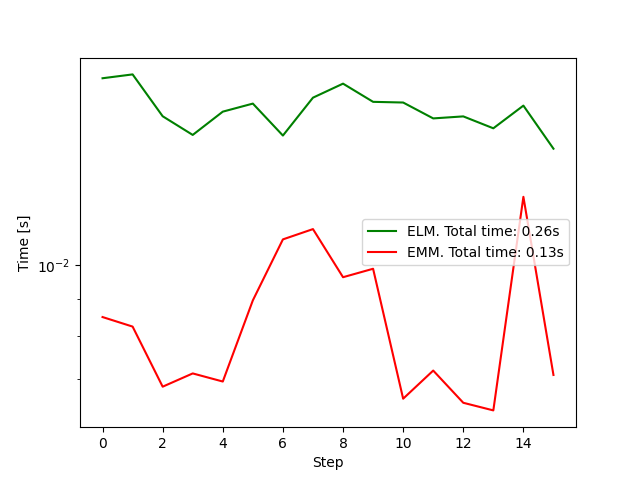 Time [s]
10⁻²
ELM. Total time: 0.26s
EMM. Total time: 0.13s
0 2 4 6 8 10 12 14
Step